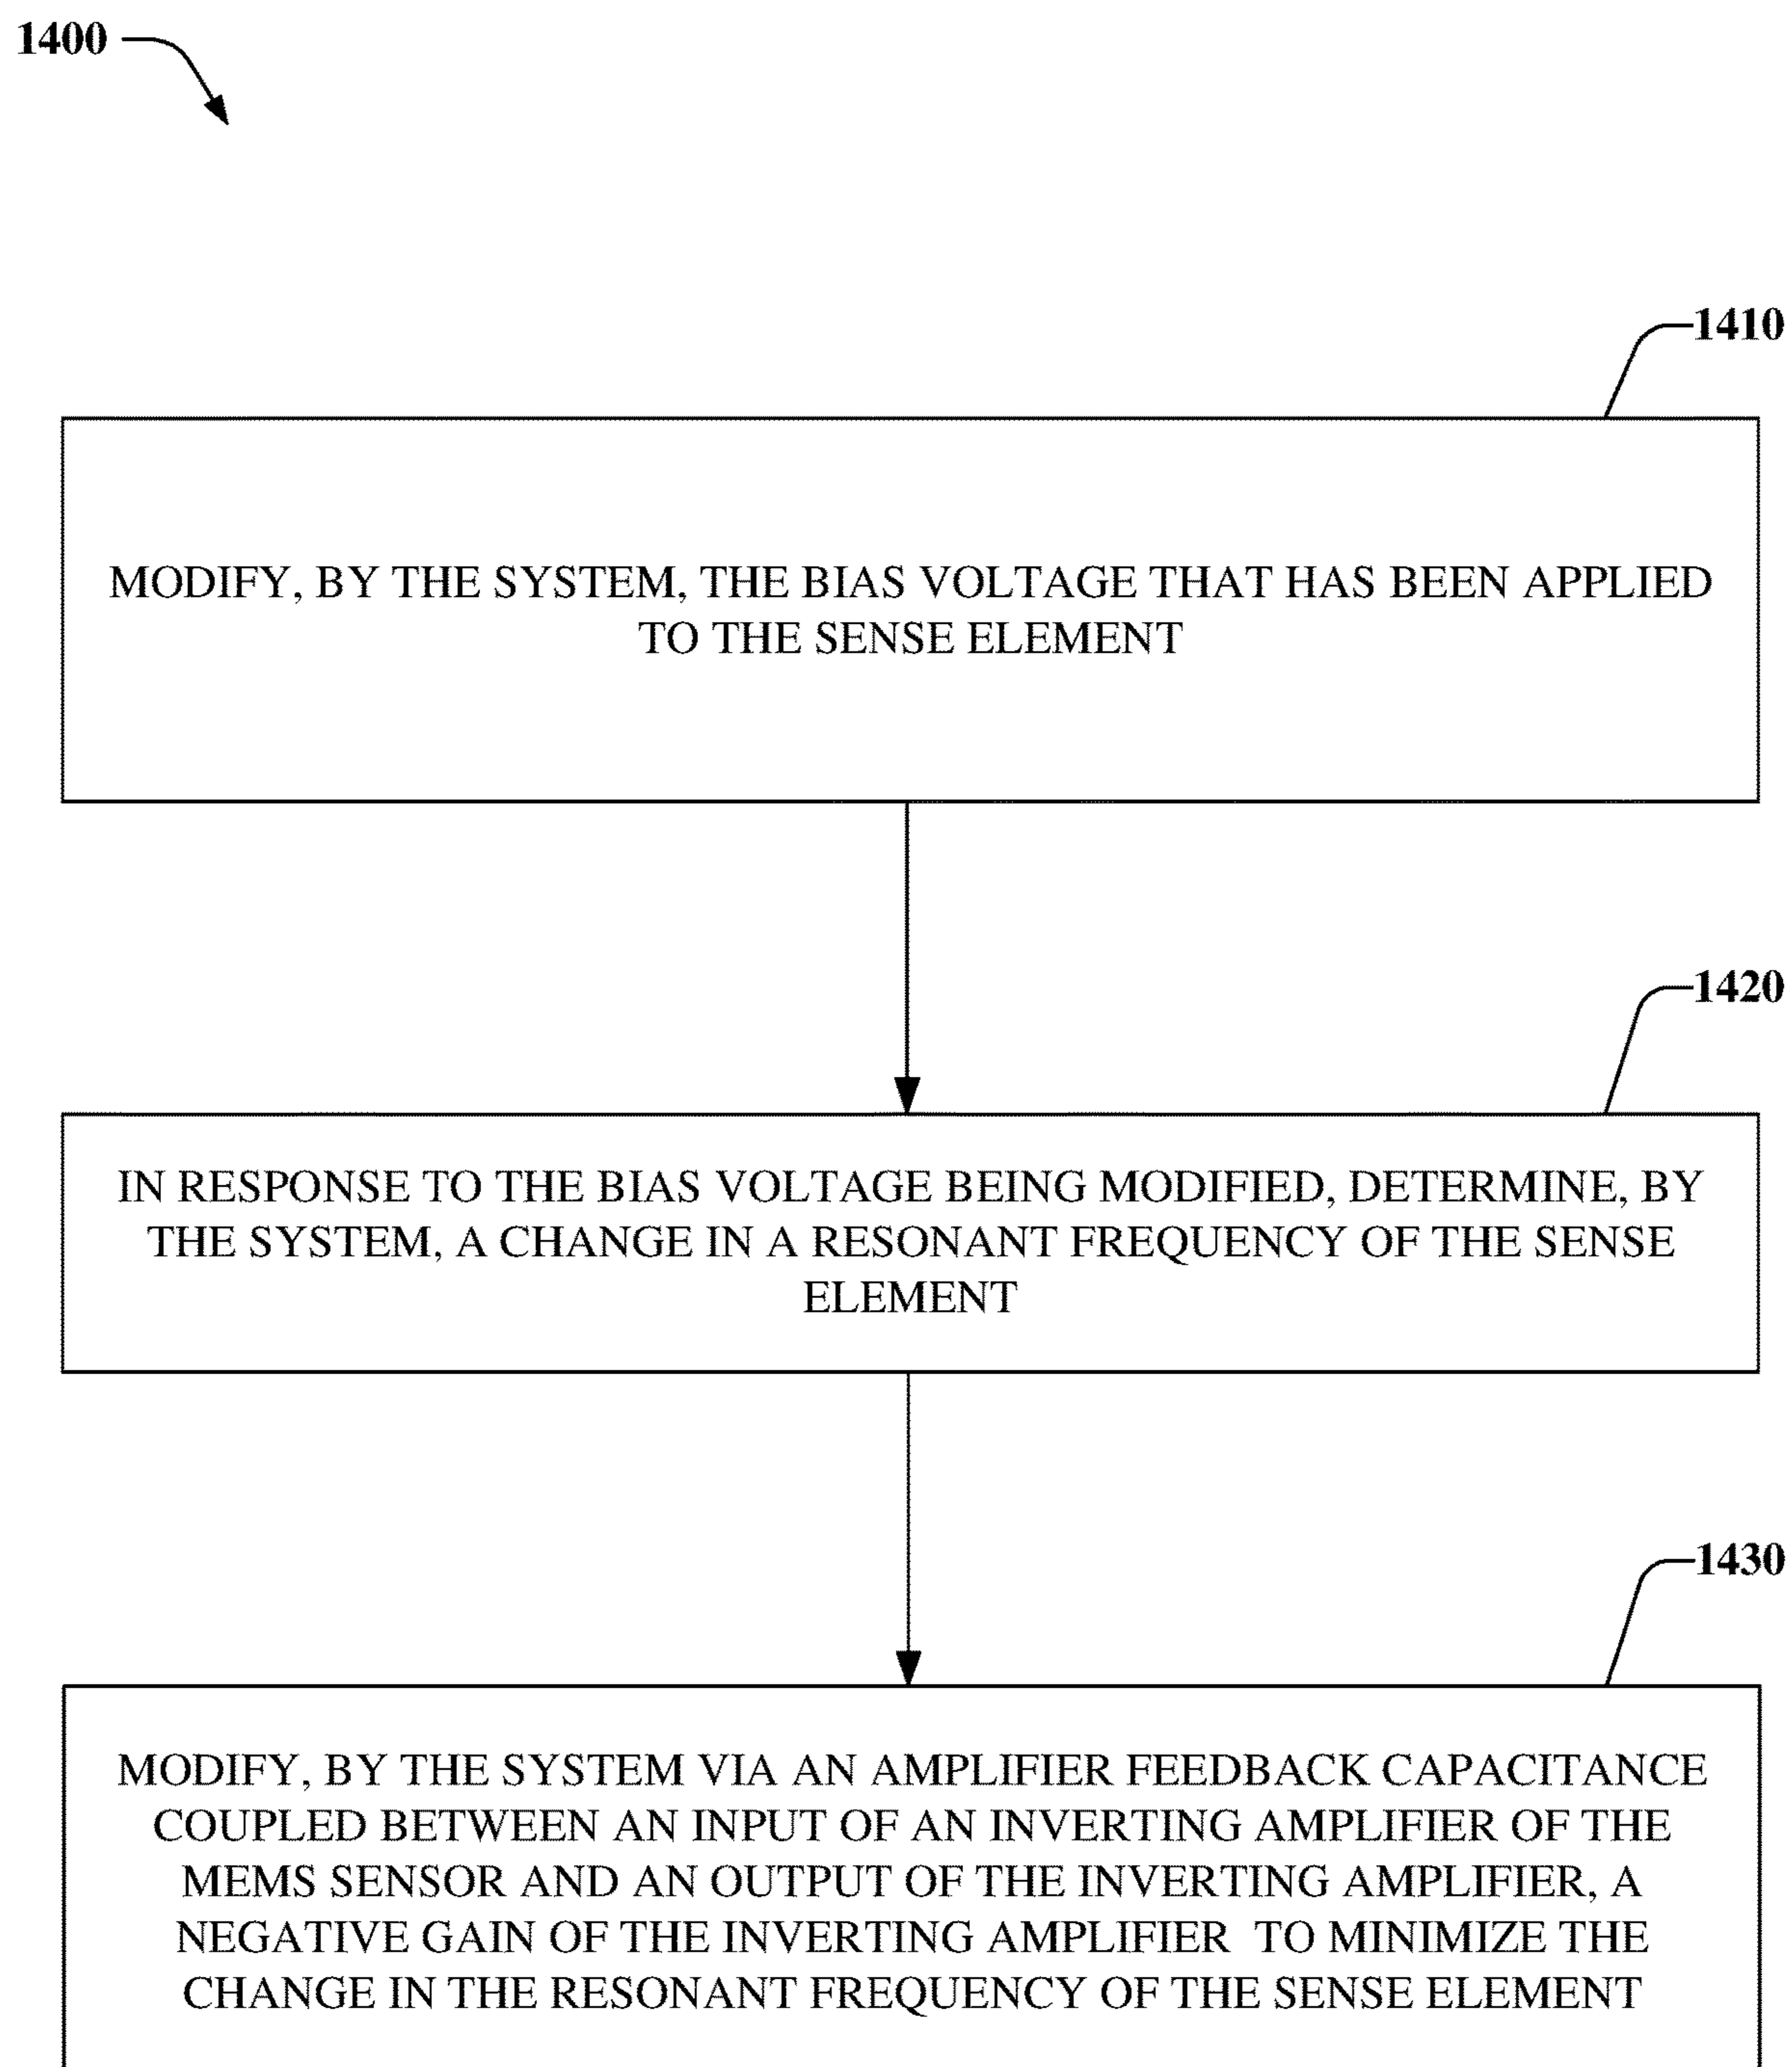 1400
1410
MODIFY, BY THE SYSTEM, THE BIAS VOLTAGE THAT HAS BEEN APPLIED
TO THE SENSE ELEMENT
1420
IN RESPONSE TO THE BIAS VOLTAGE BEING MODIFIED, DETERMINE, BY
THE SYSTEM, A CHANGE IN A RESONANT FREQUENCY OF THE SENSE
ELEMENT
1430
MODIFY, BY THE SYSTEM VIA AN AMPLIFIER FEEDBACK CAPACITANCE
COUPLED BETWEEN AN INPUT OF AN INVERTING AMPLIFIER OF THE
MEMS SENSOR AND AN OUTPUT OF THE INVERTING AMPLIFIER, A
NEGATIVE GAIN OF THE INVERTING AMPLIFIER TO MINIMIZE THE
CHANGE IN THE RESONANT FREQUENCY OF THE SENSE ELEMENT